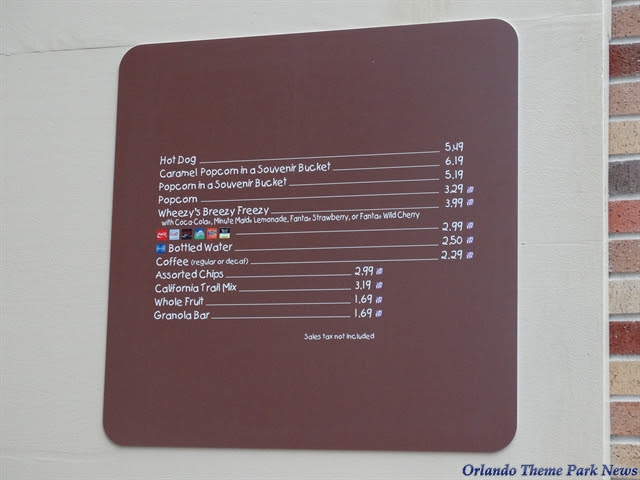 Hot Dog 5.49
Caramel Popcorn in a Souvenir Bucket 6.19
Popcorn in a Souvenir Bucket 5.19
Popcorn 3.29
Wheezy's Breezy Freezy 3.99
with Coca-Cola®, Minute Maid® Lemonade, Fanta® Strawberry, or Fanta® Wild Cherry
2.99
Bottled Water 2.50
Coffee (regular or decaf) 2.29
Assorted Chips 2.99
California Trail Mix 3.19
Whole Fruit 1.69
Granola Bar 1.69
Sales tax not included
Orlando Theme Park News